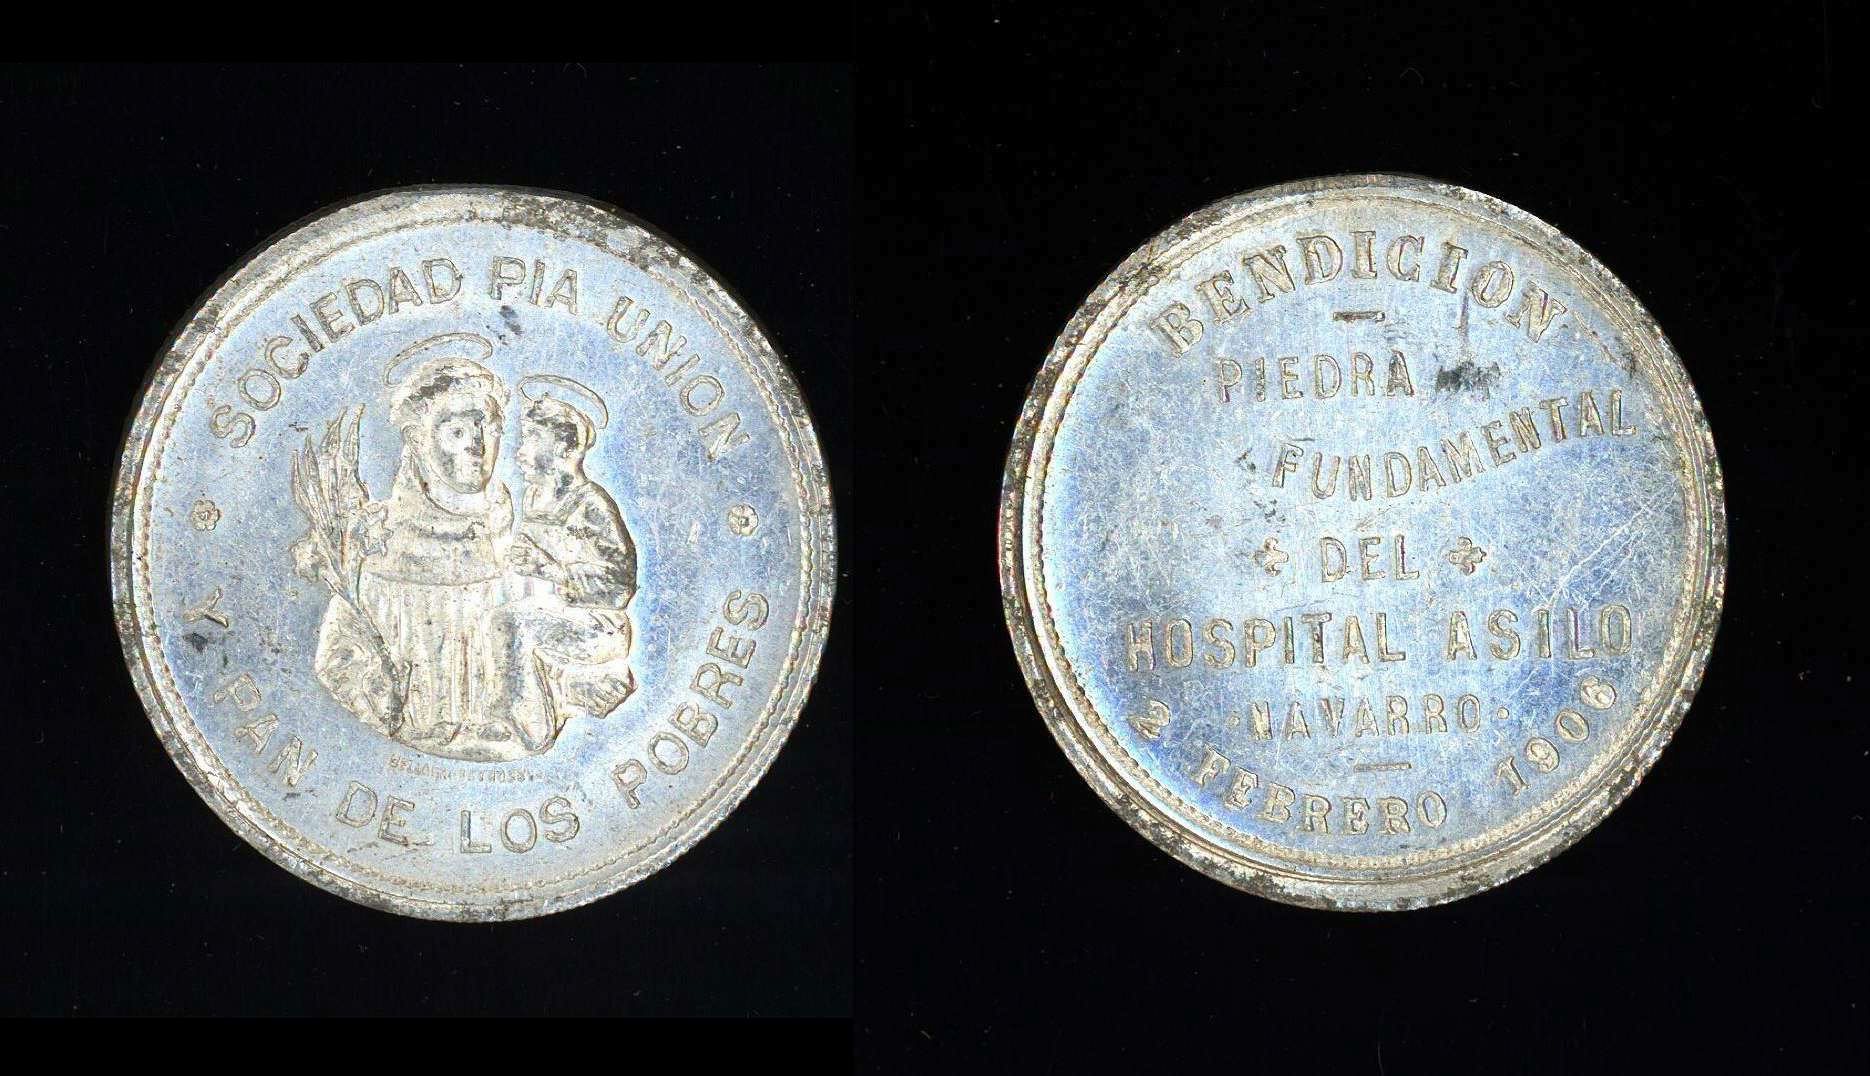 SOCIEDAD PIA UNION
Y PAN DE LOS POBRES
BENDICION
PIEDRA
FUNDAMENTAL
DEL
HOSPITAL ASILO
NAVARRO
2 FEBRERO 1906